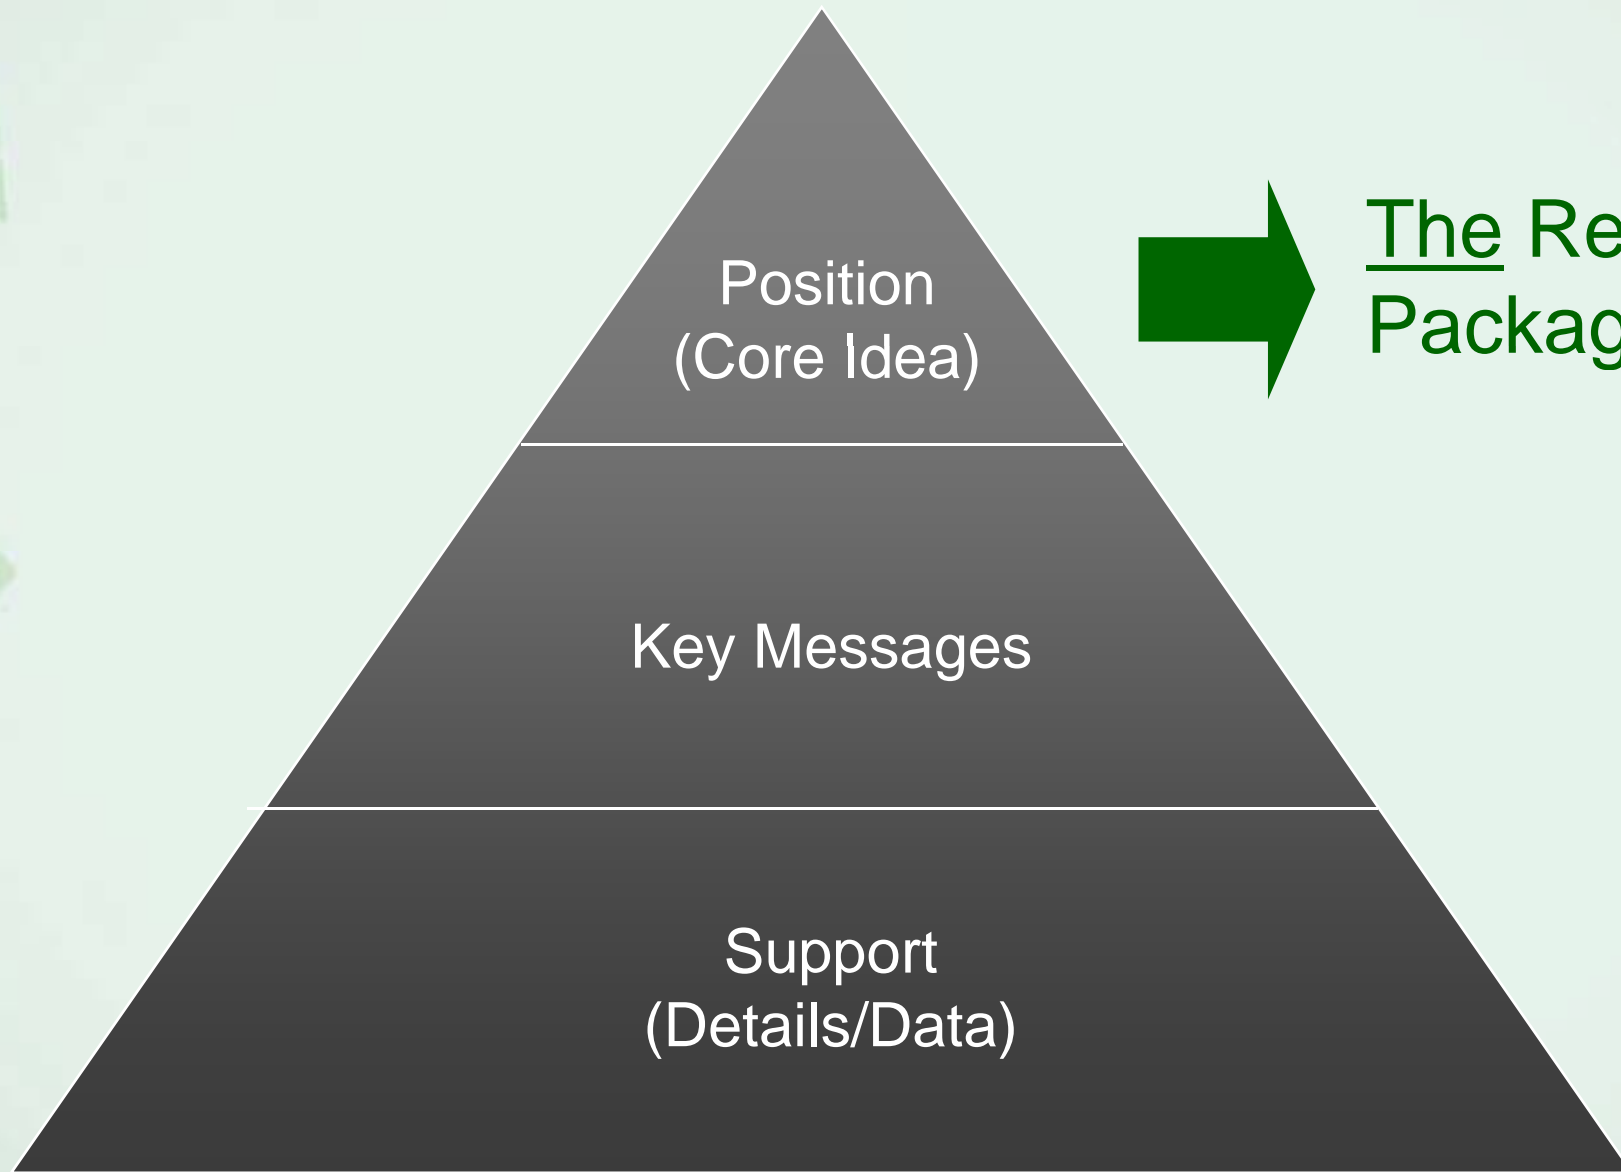 Position
(Core Idea)
The
Key Messages
Support
(Details/Data)